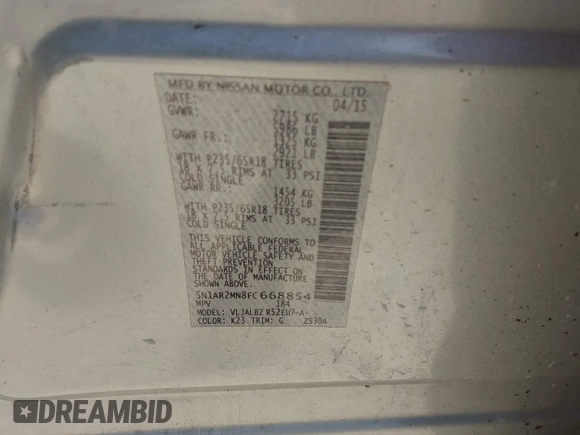 MFD BY NISSAN MOTOR CO., LTD.
DATE: 04/15
GVWR: 2715 KG
5986 LB
GAWR FR.: 1325 KG
2921 LB
WITH P235/65R18 TIRES
18 X 7.5 RIMS AT 33 PSI
COLD SINGLE
GAWR RR.: 1454 KG
3205 LB
WITH P235/65R18 TIRES
18 X 7.5 RIMS AT 33 PSI
COLD SINGLE
THIS VEHICLE CONFORMS TO
ALL APPLICABLE FEDERAL
MOTOR VEHICLE SAFETY AND
THEFT PREVENTION
STANDARDS IN EFFECT ON
THE DATE OF MANUFACTURE
SHOWN ABOVE.
5N1AR2MN8FC668854
MPV 184
MODEL: VLJALBZ R52EU7-A-
COLOR: K23 TRIM: G 2530A
DREAMBID